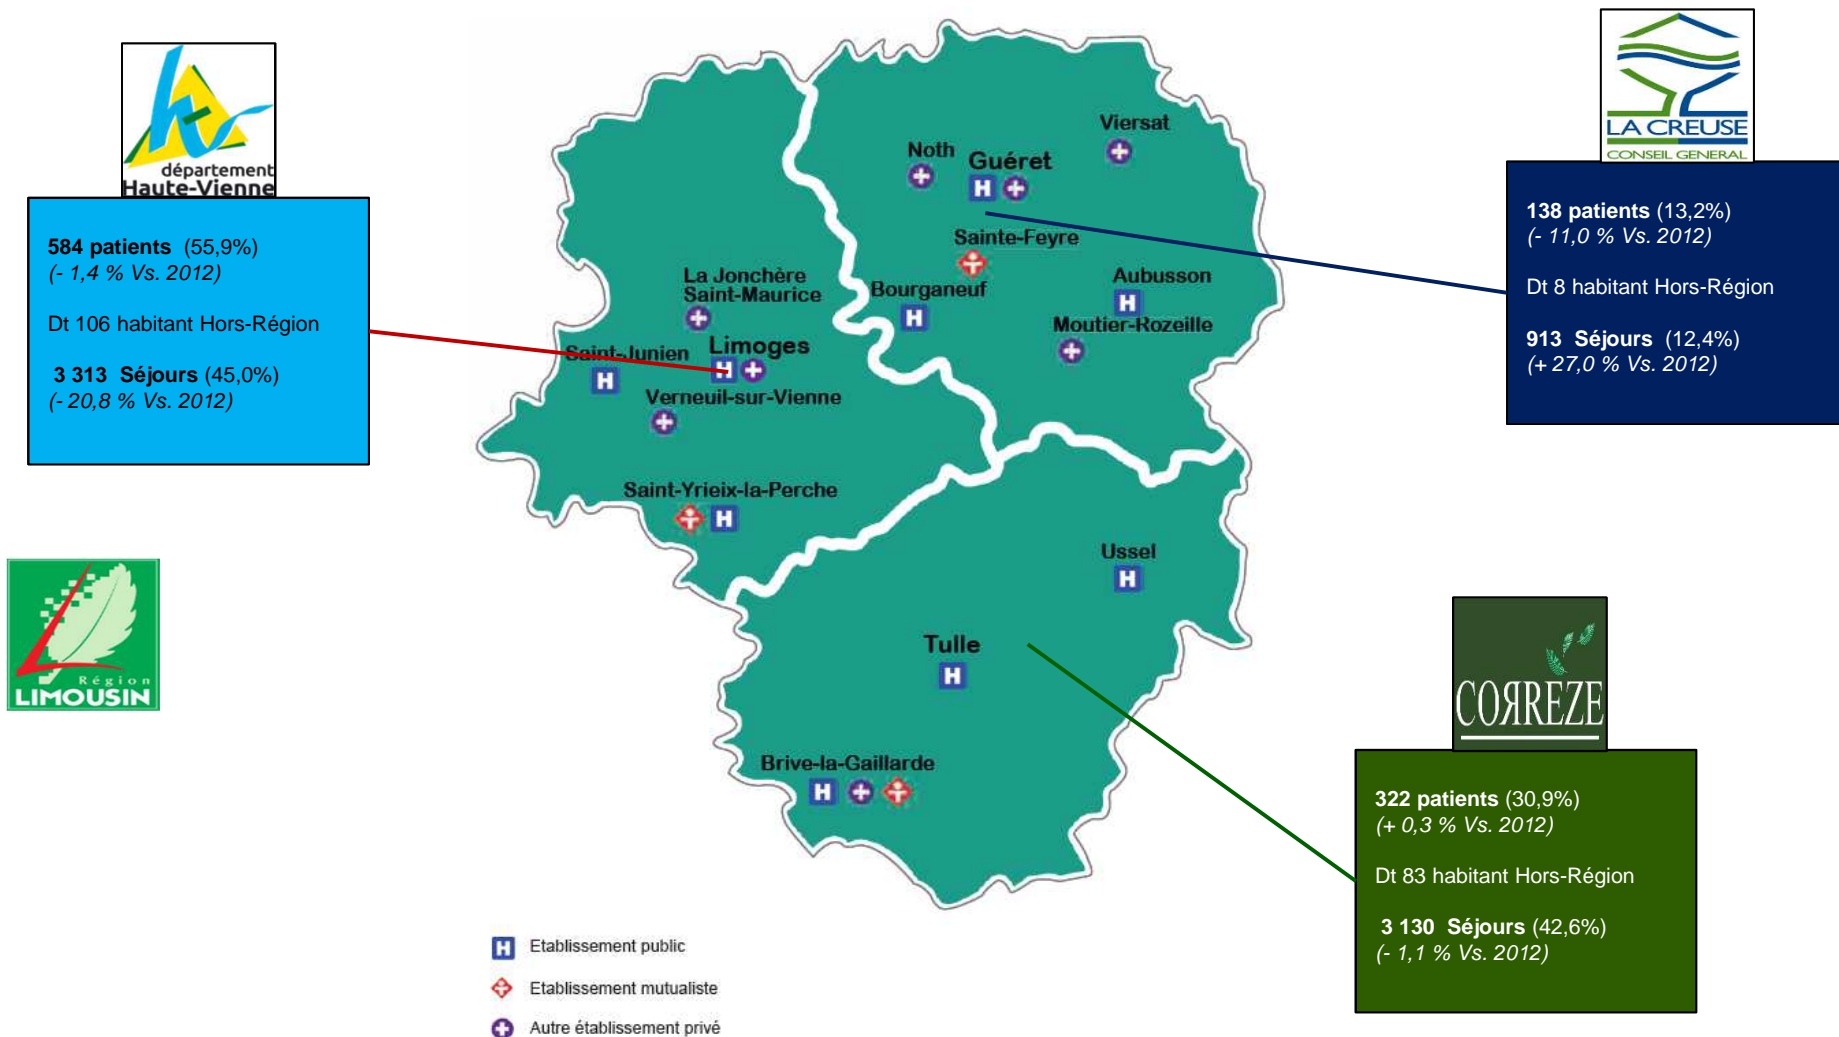 département
Haute-Vienne
584 patients (55,9%)
(- 1,4 % Vs. 2012)
Dt 106 habitant Hors-Région
3 313 Séjours (45,0%)
(- 20,8 % Vs. 2012)
Région
LIMOUSIN
Viersat
Noth
Guéret
H
Sainte-Feyre
Aubusson
H
Bourganeuf
H
Moutier-Rozeille
La Jonchère
Saint-Maurice
Saint-Junien
H
Limoges
H
Verneuil-sur-Vienne
Saint-Yrieix-la-Perche
H
Ussel
H
Tulle
H
Brive-la-Gaillarde
H
H Etablissement public
Etablissement mutualiste
Autre établissement privé
LA CREUSE
CONSEIL GENERAL
138 patients (13,2%)
(- 11,0 % Vs. 2012)
Dt 8 habitant Hors-Région
913 Séjours (12,4%)
(+ 27,0 % Vs. 2012)
CORREZE
322 patients (30,9%)
(+ 0,3 % Vs. 2012)
Dt 83 habitant Hors-Région
3 130 Séjours (42,6%)
(- 1,1 % Vs. 2012)